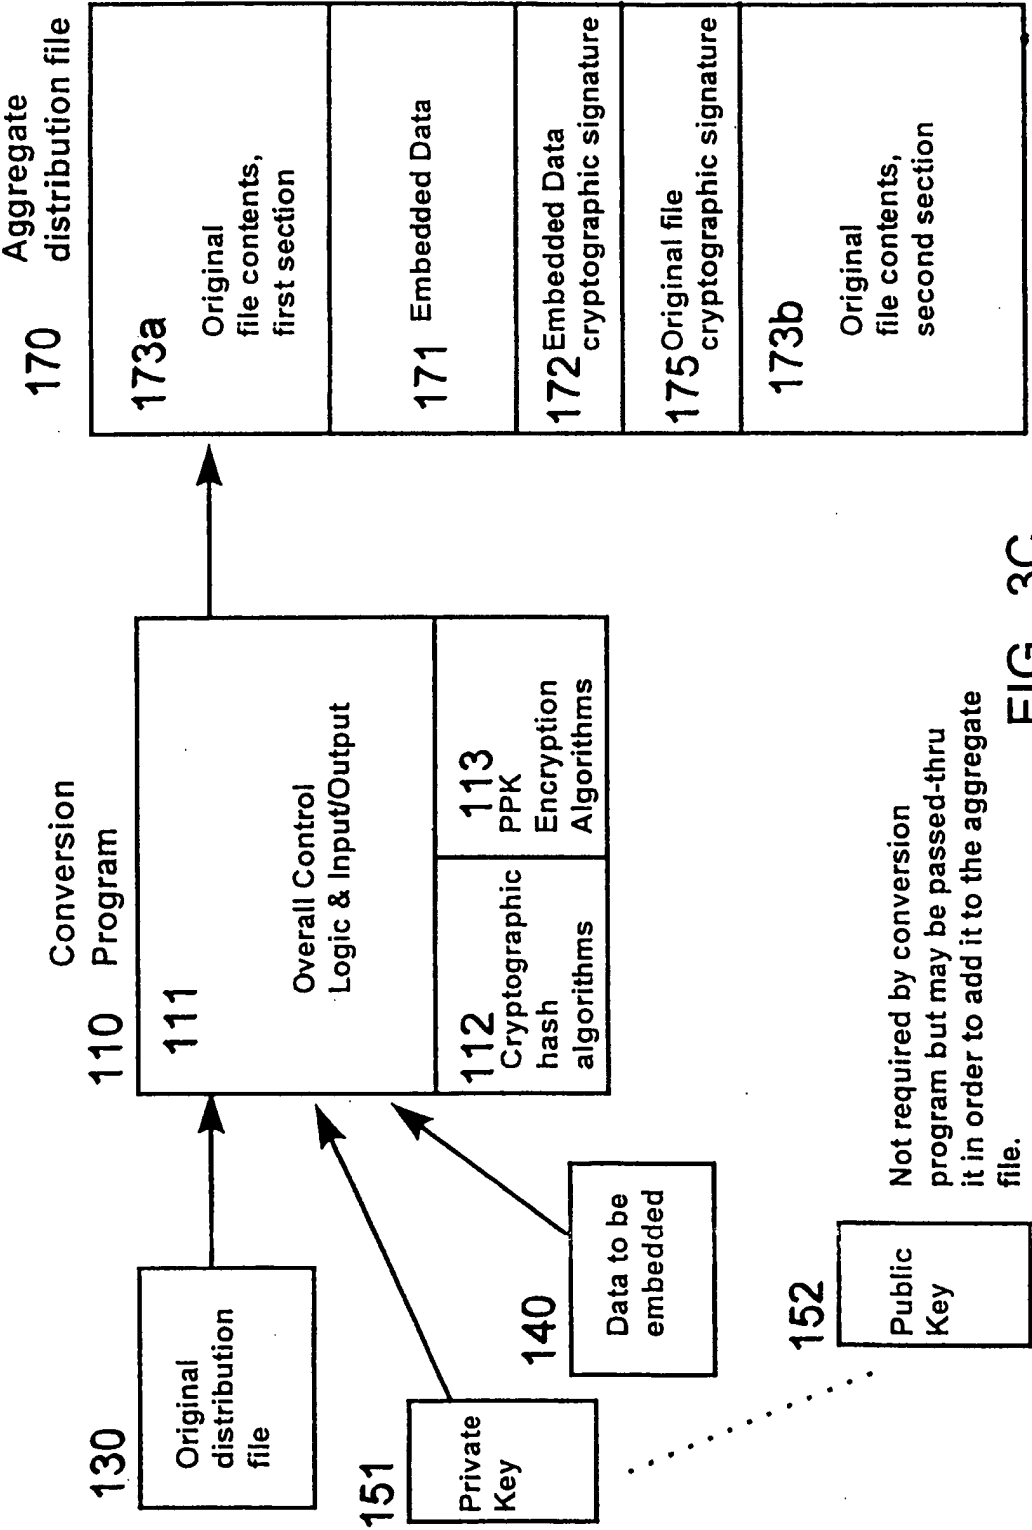 130
Original
distribution
file
151
Private
Key
140
Data to be
embedded
152
Public
Key
Not required by conversion
program but may be passed-thru
it in order to add it to the aggregate
file.
Conversion
110 Program
111
Overall Control
Logic & Input/Output
112
Cryptographic
hash
algorithms
113
PPK
Encryption
Algorithms
170
Aggregate
distribution file
173a
Original
file contents,
first section
171 Embedded Data
172 Embedded Data
cryptographic signature
175 Original file
cryptographic signature
173b
Original
file contents,
second section
FIG 3C